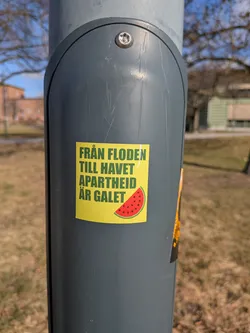 FRÅN FLODEN
TILL HAVET
APARTHEID
ÄR GALET